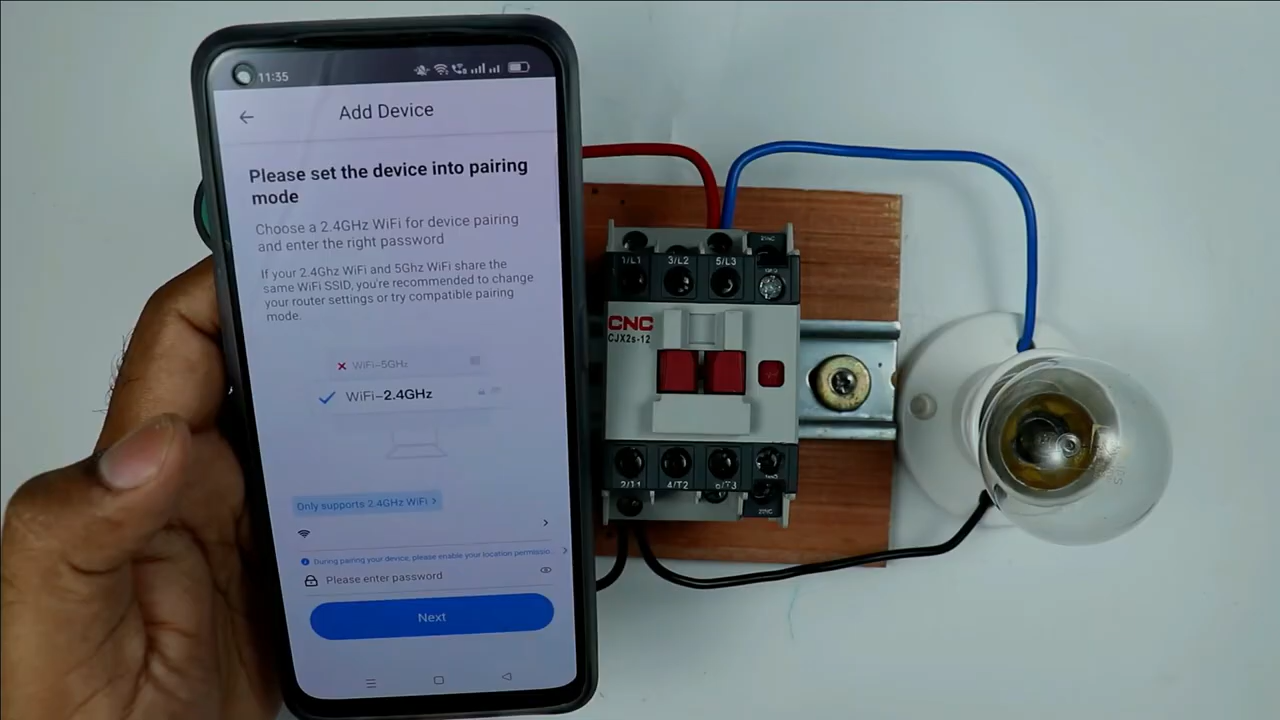 11:35
Add Device
Please set the device into pairing
mode
Choose a 2.4GHz WiFi for device pairing
and enter the right password
If your 2.4Ghz WiFi and 5Ghz WiFi share the
same WiFi SSID, you're recommended to change
your router settings or try compatible pairing
mode.
WiFi-5GHz
WiFi-2.4GHz
Only supports 2.4GHz WiFi >
During pairing your device, please enable your location permissio
Please enter password
Next
1/L1 3/L2 5/L3
CNC
CJX2s-12
2/T1 4/T2 6/T3